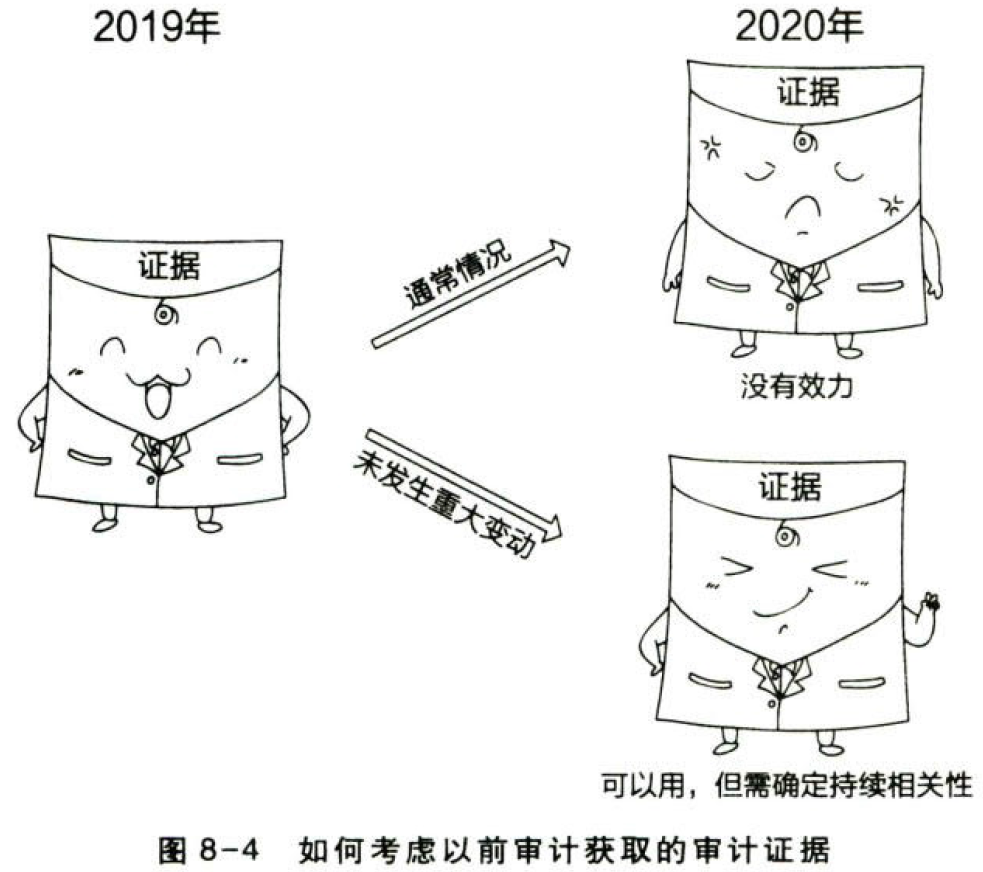 2019年
2020年
证据
证据
通常情况
没有效力
未发生重大变动
证据
可以用，但需确定持续相关性
图 8-4 如何考虑以前审计获取的审计证据